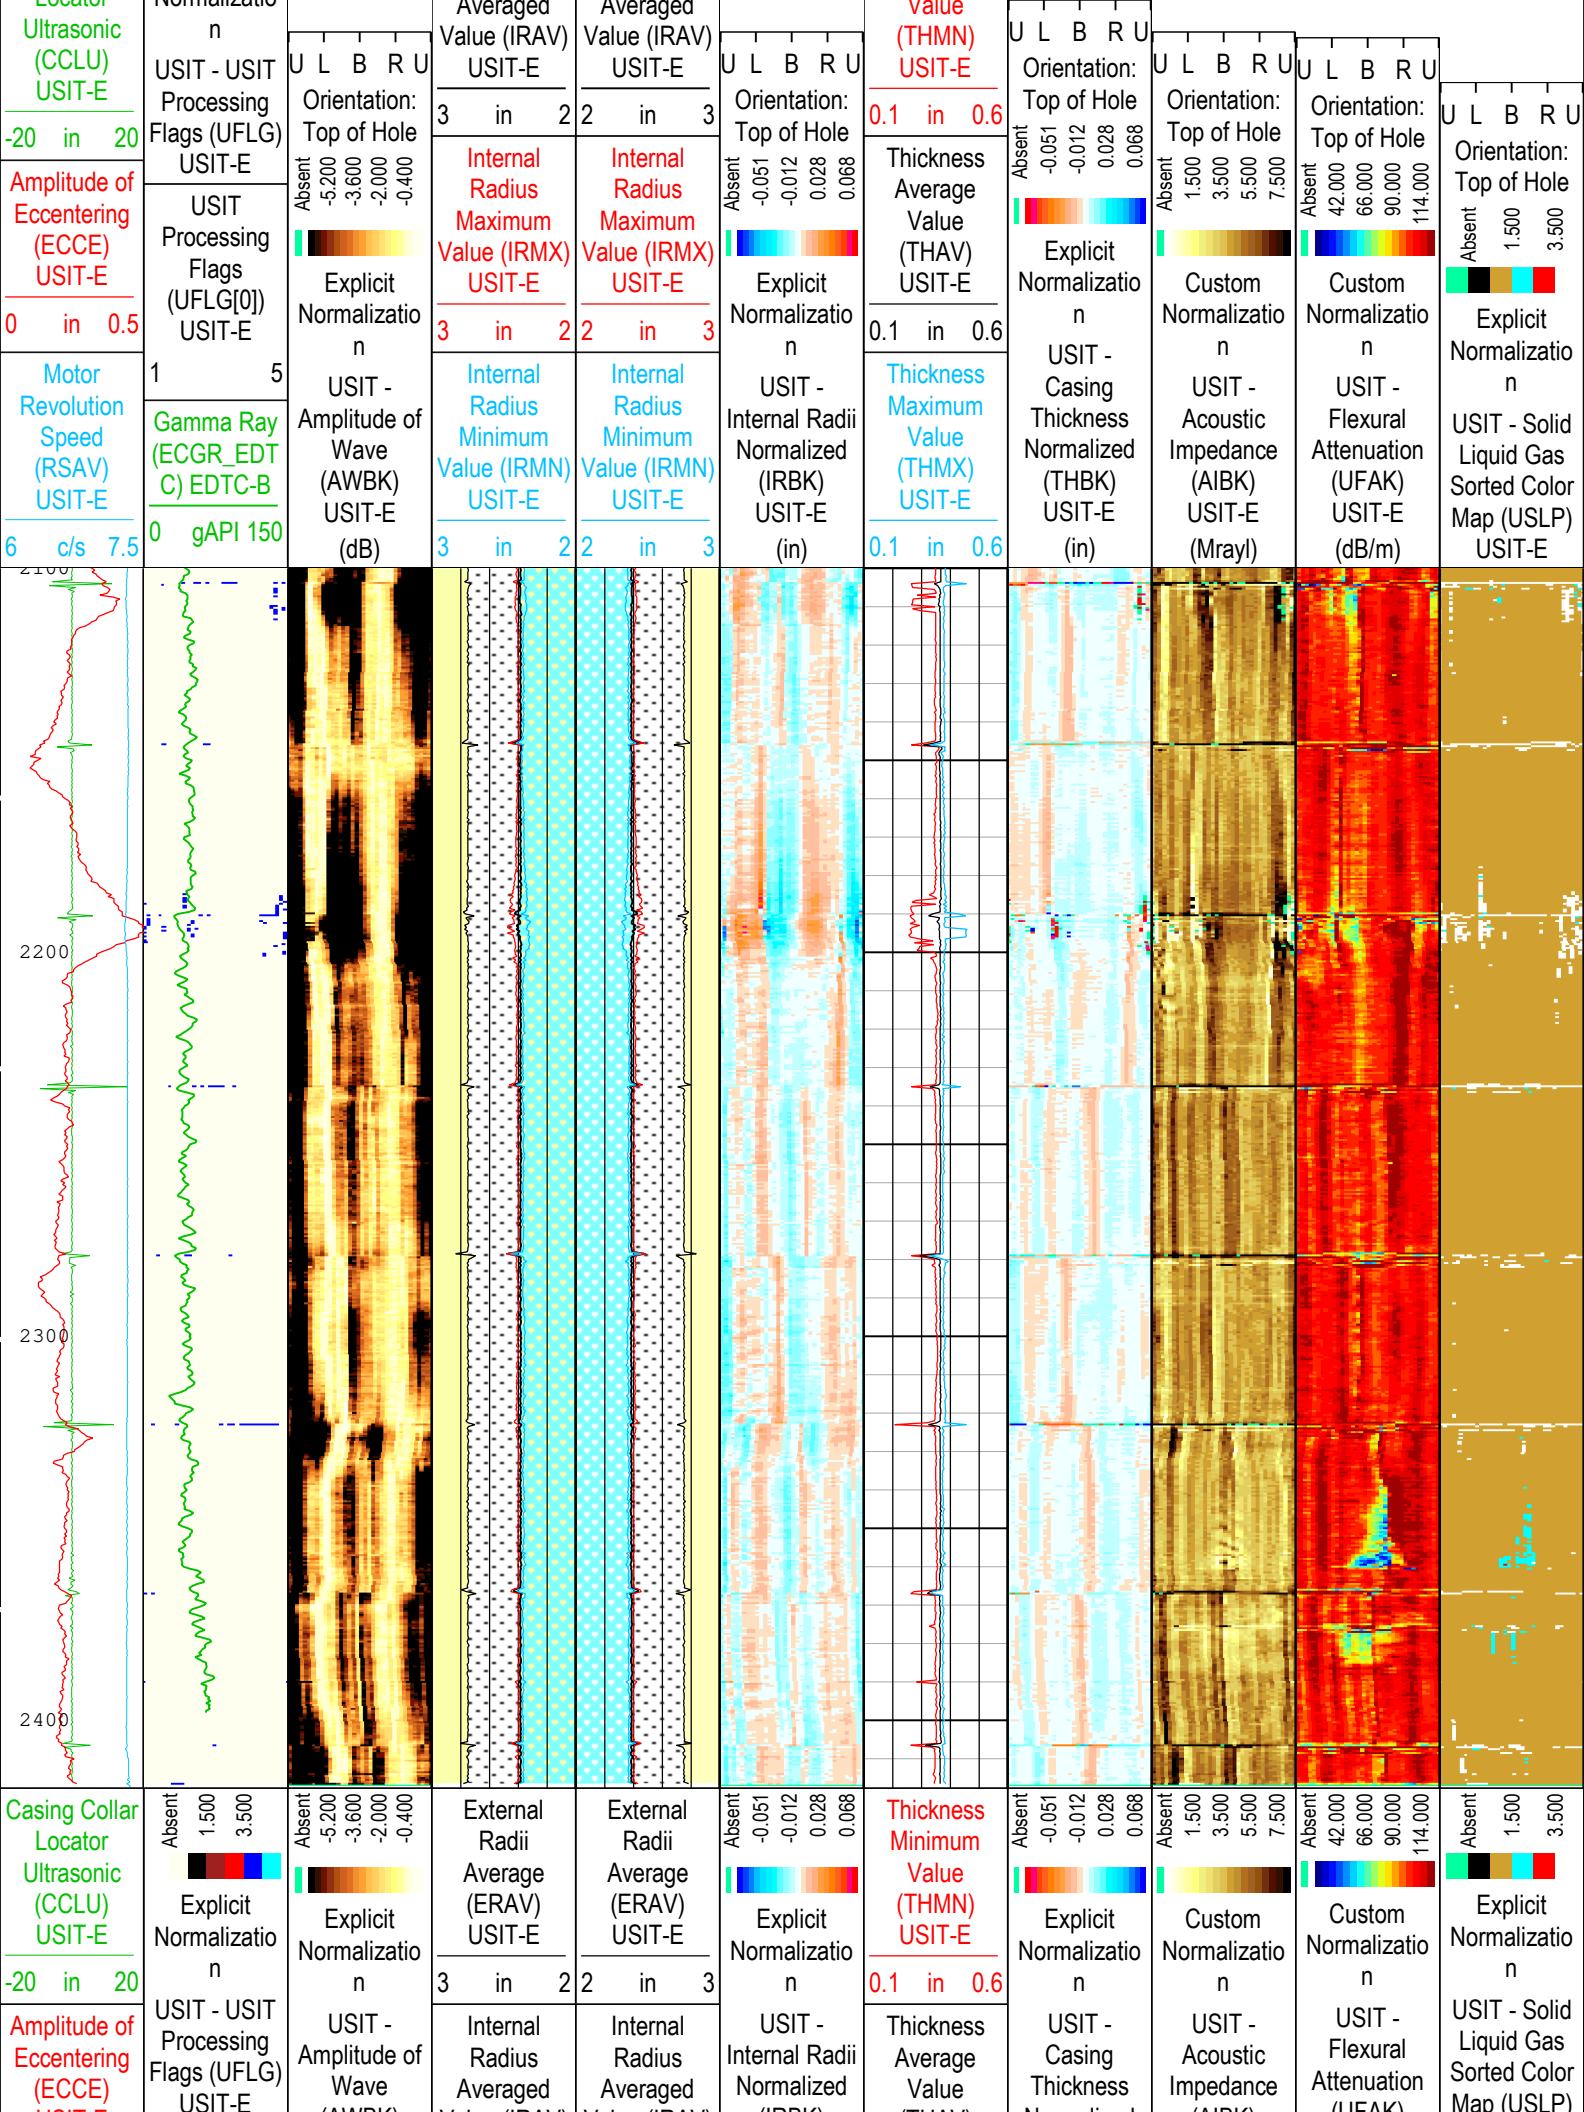 Locator
Ultrasonic
(CCLU)
USIT-E
-20 in 20
Amplitude of
Eccentering
(ECCE)
USIT-E
0 in 0.5
Motor
Revolution
Speed
(RSAV)
USIT-E
6 c/s 7.5
Normalizatio
n
USIT - USIT
Processing
Flags (UFLG)
USIT-E
USIT
Processing
Flags
(UFLG[0])
USIT-E
1 5
Gamma Ray
(ECGR_EDT
C) EDTC-B
0 gAPI 150
U L B R U
Orientation:
Top of Hole
Absent
-5.200
-3.600
-2.000
-0.400
Explicit
Normalizatio
n
USIT -
Amplitude of
Wave
(AWBK)
USIT-E
(dB)
Averaged
Value (IRAV)
USIT-E
3 in 2
Internal
Radius
Maximum
Value (IRMX)
USIT-E
3 in 2
Internal
Radius
Minimum
Value (IRMN)
USIT-E
3 in 2
Averaged
Value (IRAV)
USIT-E
2 in 3
Internal
Radius
Maximum
Value (IRMX)
USIT-E
2 in 3
Internal
Radius
Minimum
Value (IRMN)
USIT-E
2 in 3
U L B R U
Orientation:
Top of Hole
Absent
-0.051
-0.012
0.028
0.068
Explicit
Normalizatio
n
USIT -
Internal Radii
Normalized
(IRBK)
USIT-E
(in)
Value
(THMN)
USIT-E
0.1 in 0.6
Thickness
Average
Value
(THAV)
USIT-E
0.1 in 0.6
Thickness
Maximum
Value
(THMX)
USIT-E
0.1 in 0.6
U L B R U
Orientation:
Top of Hole
Absent
-0.051
-0.012
0.028
0.068
Explicit
Normalizatio
n
USIT -
Casing
Thickness
Normalized
(THBK)
USIT-E
(in)
U L B R U
Orientation:
Top of Hole
Absent
1.500
3.500
5.500
7.500
Custom
Normalizatio
n
USIT -
Acoustic
Impedance
(AIBK)
USIT-E
(Mrayl)
U L B R U
Orientation:
Top of Hole
Absent
42.000
66.000
90.000
114.000
Custom
Normalizatio
n
USIT -
Flexural
Attenuation
(UFAK)
USIT-E
(dB/m)
U L B R U
Orientation:
Top of Hole
Absent
1.500
3.500
Explicit
Normalizatio
n
USIT - Solid
Liquid Gas
Sorted Color
Map (USLP)
USIT-E
2100
2200
2300
2400
Casing Collar
Locator
Ultrasonic
(CCLU)
USIT-E
-20 in 20
Amplitude of
Eccentering
(ECCE)
USIT-E
Absent
1.500
3.500
Explicit
Normalizatio
n
USIT - USIT
Processing
Flags (UFLG)
USIT-E
Absent
-5.200
-3.600
-2.000
-0.400
Explicit
Normalizatio
n
USIT -
Amplitude of
Wave
(AWBK)
External
Radii
Average
(ERAV)
USIT-E
3 in 2
Internal
Radius
Averaged
Value (IRAV)
External
Radii
Average
(ERAV)
USIT-E
2 in 3
Internal
Radius
Averaged
Value (IRAV)
Absent
-0.051
-0.012
0.028
0.068
Explicit
Normalizatio
n
USIT -
Internal Radii
Normalized
(IRBK)
Thickness
Minimum
Value
(THMN)
USIT-E
0.1 in 0.6
Thickness
Average
Value
(THAV)
Absent
-0.051
-0.012
0.028
0.068
Explicit
Normalizatio
n
USIT -
Casing
Thickness
Normalized
Absent
1.500
3.500
5.500
7.500
Custom
Normalizatio
n
USIT -
Acoustic
Impedance
(AIBK)
Absent
42.000
66.000
90.000
114.000
Custom
Normalizatio
n
USIT -
Flexural
Attenuation
(UFAK)
Absent
1.500
3.500
Explicit
Normalizatio
n
USIT - Solid
Liquid Gas
Sorted Color
Map (USLP)